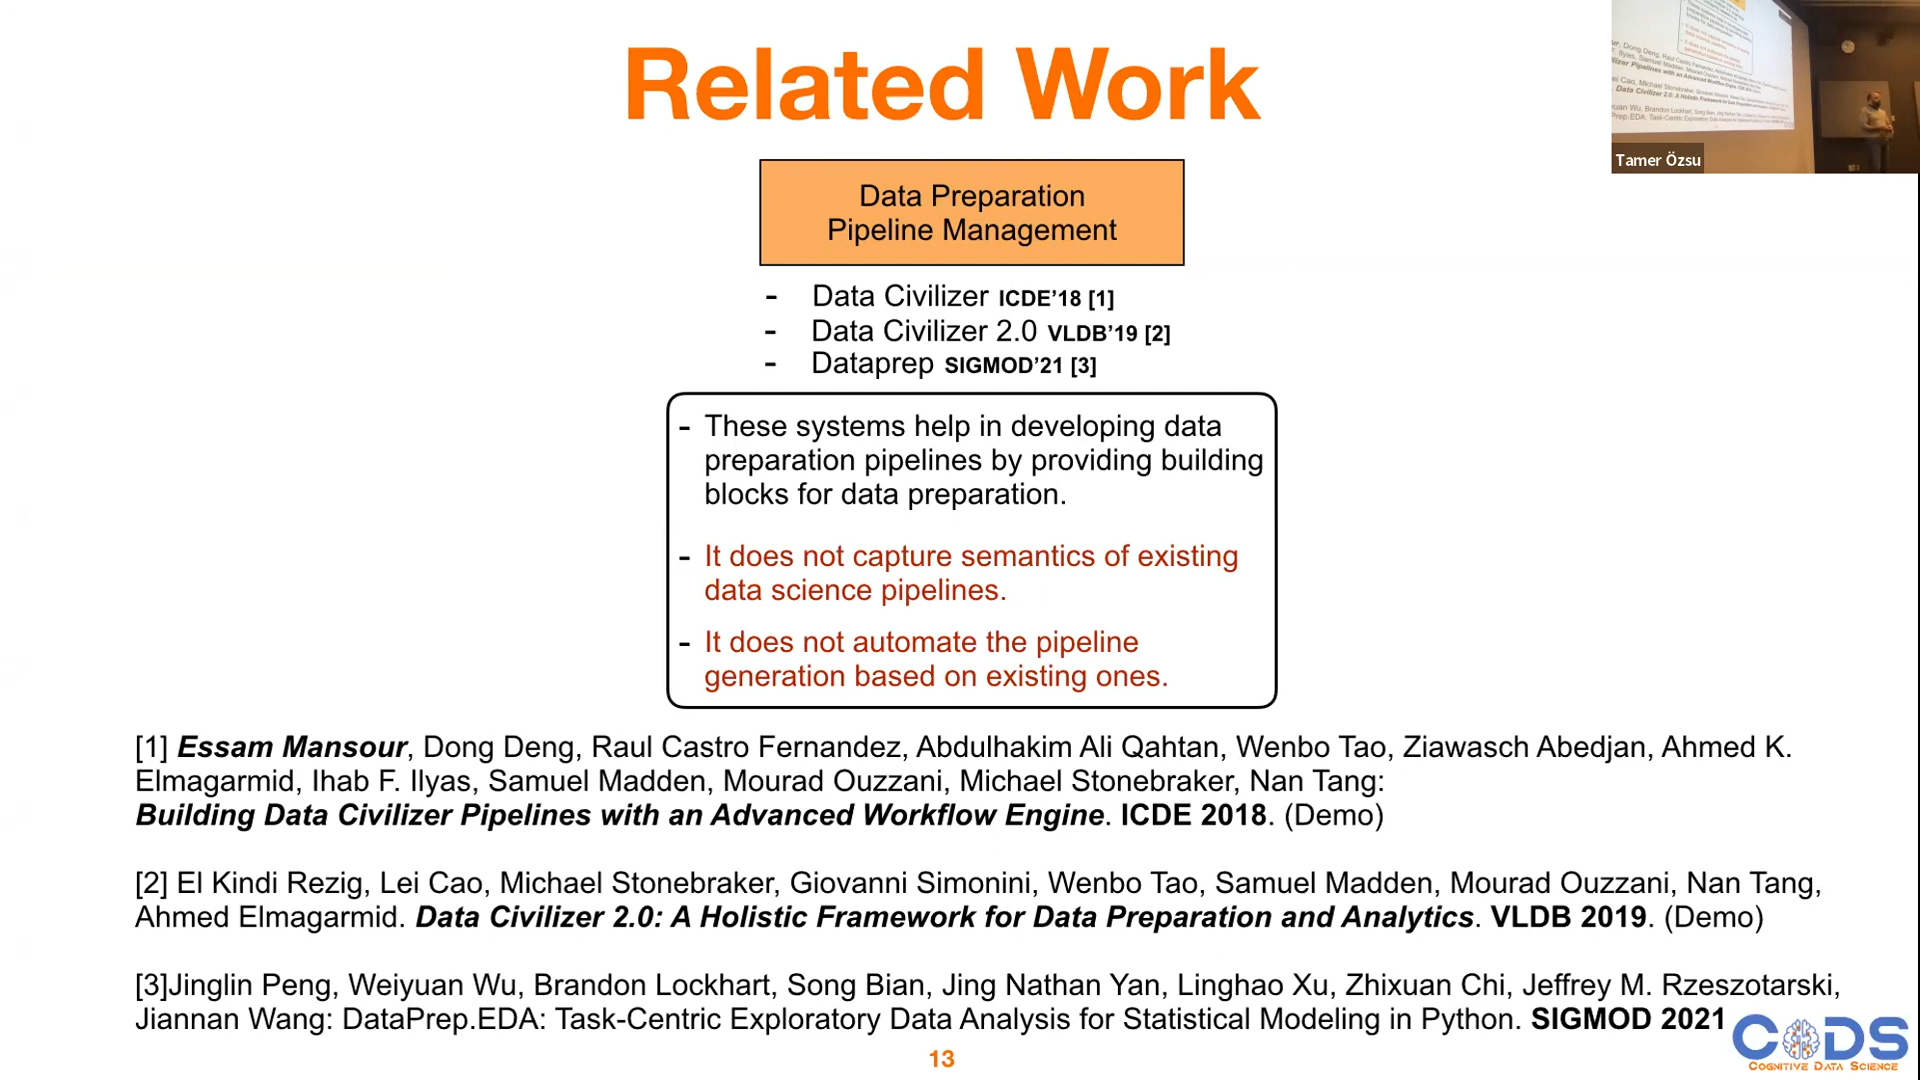 Related Work
Data Preparation
Pipeline Management
- Data Civilizer ICDE’18 [1]
- Data Civilizer 2.0 VLDB’19 [2]
- Dataprep SIGMOD’21 [3]
- These systems help in developing data
preparation pipelines by providing building
blocks for data preparation.
- It does not capture semantics of existing
data science pipelines.
- It does not automate the pipeline
generation based on existing ones.
[1] Essam Mansour, Dong Deng, Raul Castro Fernandez, Abdulhakim Ali Qahtan, Wenbo Tao, Ziawasch Abedjan, Ahmed K.
Elmagarmid, Ihab F. Ilyas, Samuel Madden, Mourad Ouzzani, Michael Stonebraker, Nan Tang:
Building Data Civilizer Pipelines with an Advanced Workflow Engine. ICDE 2018. (Demo)
[2] El Kindi Rezig, Lei Cao, Michael Stonebraker, Giovanni Simonini, Wenbo Tao, Samuel Madden, Mourad Ouzzani, Nan Tang,
Ahmed Elmagarmid. Data Civilizer 2.0: A Holistic Framework for Data Preparation and Analytics. VLDB 2019. (Demo)
[3]Jinglin Peng, Weiyuan Wu, Brandon Lockhart, Song Bian, Jing Nathan Yan, Linghao Xu, Zhixuan Chi, Jeffrey M. Rzeszotarski,
Jiannan Wang: DataPrep.EDA: Task-Centric Exploratory Data Analysis for Statistical Modeling in Python. SIGMOD 2021
13
CODS
COGNITIVE DATA SCIENCE
Tamer Özsu